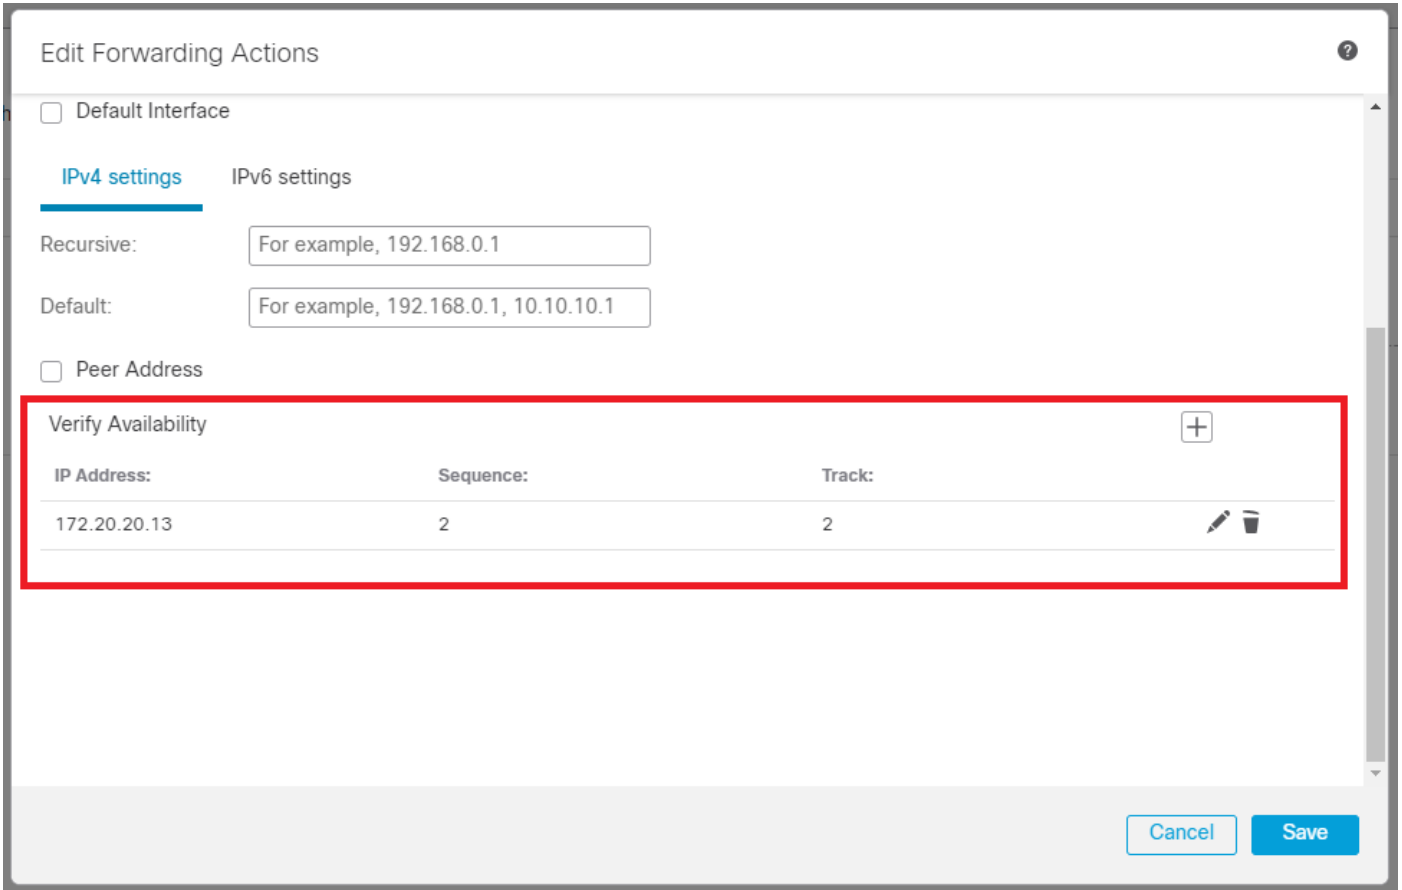 Edit Forwarding Actions
?
h
Default Interface
IPv4 settings IPv6 settings
Recursive: For example, 192.168.0.1
Default: For example, 192.168.0.1, 10.10.10.1
Peer Address
Verify Availability
IP Address: Sequence: Track:
172.20.20.13 2 2
Cancel Save